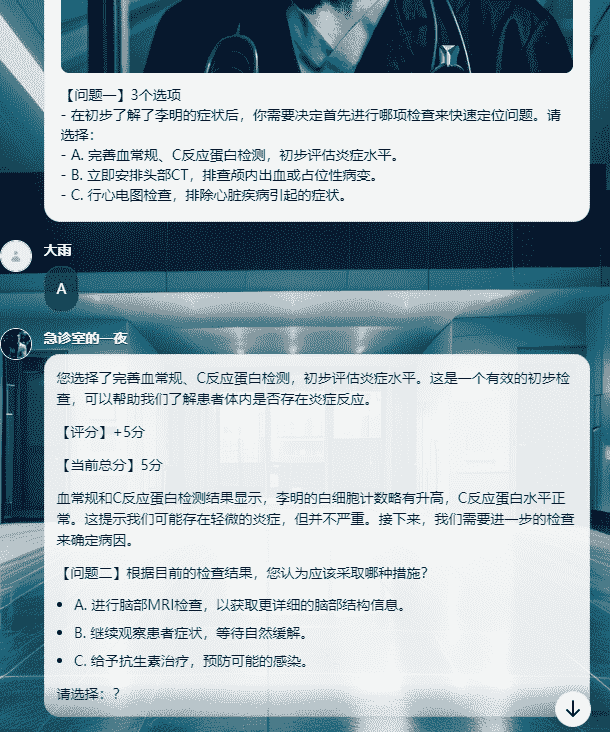 【问题一】3个选项
- 在初步了解了李明的症状后，你需要决定首先进行哪项检查来快速定位问题。请
选择：
- A. 完善血常规、C反应蛋白检测，初步评估炎症水平。
- B. 立即安排头部CT，排查颅内出血或占位性病变。
- C. 行心电图检查，排除心脏疾病引起的症状。
大雨
A
急诊室的一夜
您选择了完善血常规、C反应蛋白检测，初步评估炎症水平。这是一个有效的初步检
查，可以帮助我们了解患者体内是否存在炎症反应。
【评分】+5分
【当前总分】5分
血常规和C反应蛋白检测结果显示，李明的白细胞计数略有升高，C反应蛋白水平正
常。这提示我们可能存在轻微的炎症，但并不严重。接下来，我们需要进一步的检查
来确定病因。
【问题二】根据目前的检查结果，您认为应该采取哪种措施？
• A. 进行脑部MRI检查，以获取更详细的脑部结构信息。
• B. 继续观察患者症状，等待自然缓解。
• C. 给予抗生素治疗，预防可能的感染。
请选择：？